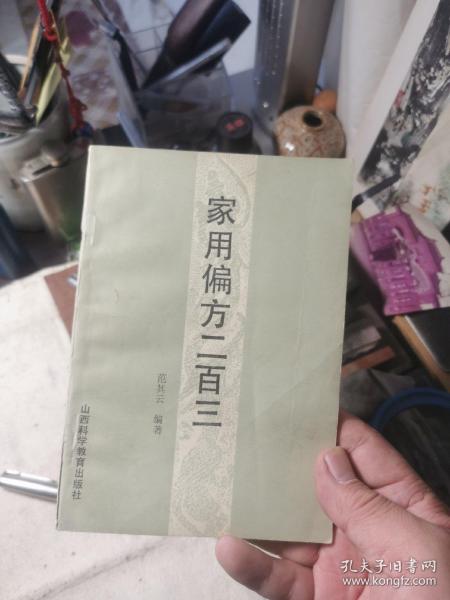 家用偏方二百三
范其云 编著
山西科学教育出版社
孔夫子旧书网
www.kongfz.com